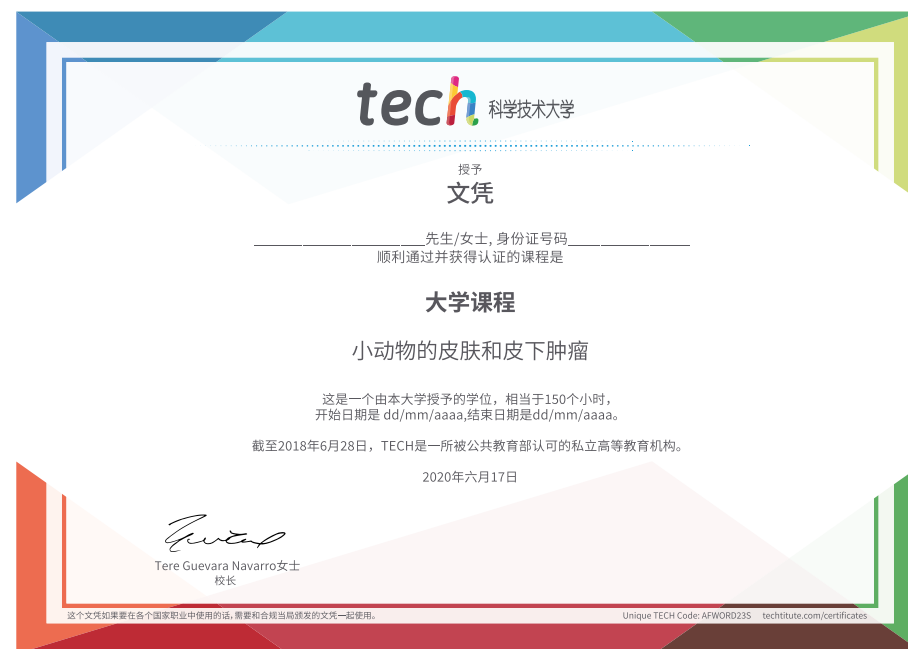 tech 科学技术大学
授予
文凭
______________________先生/女士, 身份证号码_______________
顺利通过并获得认证的课程是
大学课程
小动物的皮肤和皮下肿瘤
这是一个由本大学授予的学位，相当于150个小时，
开始日期是 dd/mm/aaaa,结束日期是dd/mm/aaaa。
截至2018年6月28日，TECH是一所被公共教育部认可的私立高等教育机构。
2020年六月17日
Tere Guevara Navarro女士
校长
这个文凭如果要在各个国家职业中使用的话，需要和合规当局颁发的文凭一起使用。
Unique TECH Code: AFWORD23S techtitute.com/certificates